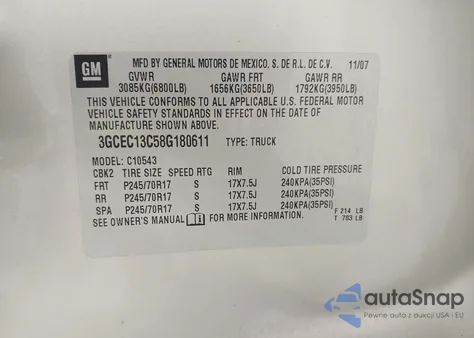 GM
MFD BY GENERAL MOTORS DE MEXICO, S. DE R.L. DE C.V. 11/07
GVWR GAWR FRT GAWR RR
3085KG(6800LB) 1656KG(3650LB) 1792KG(3950LB)
THIS VEHICLE CONFORMS TO ALL APPLICABLE U.S. FEDERAL MOTOR
VEHICLE SAFETY STANDARDS IN EFFECT ON THE DATE OF
MANUFACTURE SHOWN ABOVE.
3GCEC13C58G180611 TYPE: TRUCK
MODEL: C10543
CBK2 TIRE SIZE SPEED RTG RIM COLD TIRE PRESSURE
FRT P245/70R17 S 17X7.5J 240KPA(35PSI)
RR P245/70R17 S 17X7.5J 240KPA(35PSI)
SPA P245/70R17 S 17X7.5J 240KPA(35PSI)
SEE OWNER'S MANUAL i FOR MORE INFORMATION.
F 214 LB
T 703 LB
autaSnap
Pewne auta z aukcji USA i EU